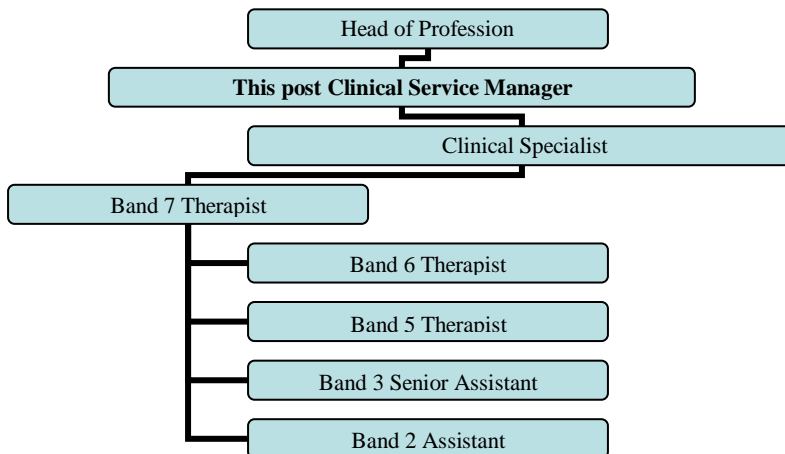 Head of Profession
This post Clinical Service Manager
Clinical Specialist
Band 7 Therapist
Band 6 Therapist
Band 5 Therapist
Band 3 Senior Assistant
Band 2 Assistant